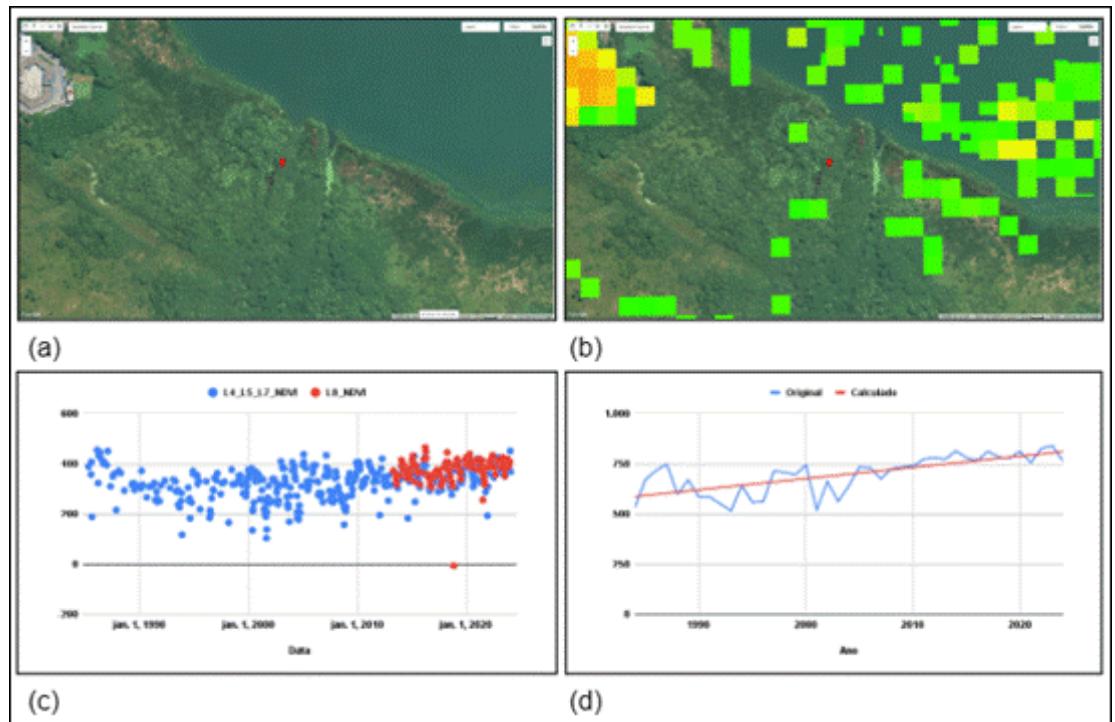 (a)
(b)
L4_L5_L7_NDVI L8_NDVI
600
400
200
0
-200
jan. 1, 1990 jan. 1, 2000 jan. 1, 2010 jan. 1, 2020
Data
(c)
Original Calculado
1.000
750
500
250
0
1990 2000 2010 2020
Ano
(d)